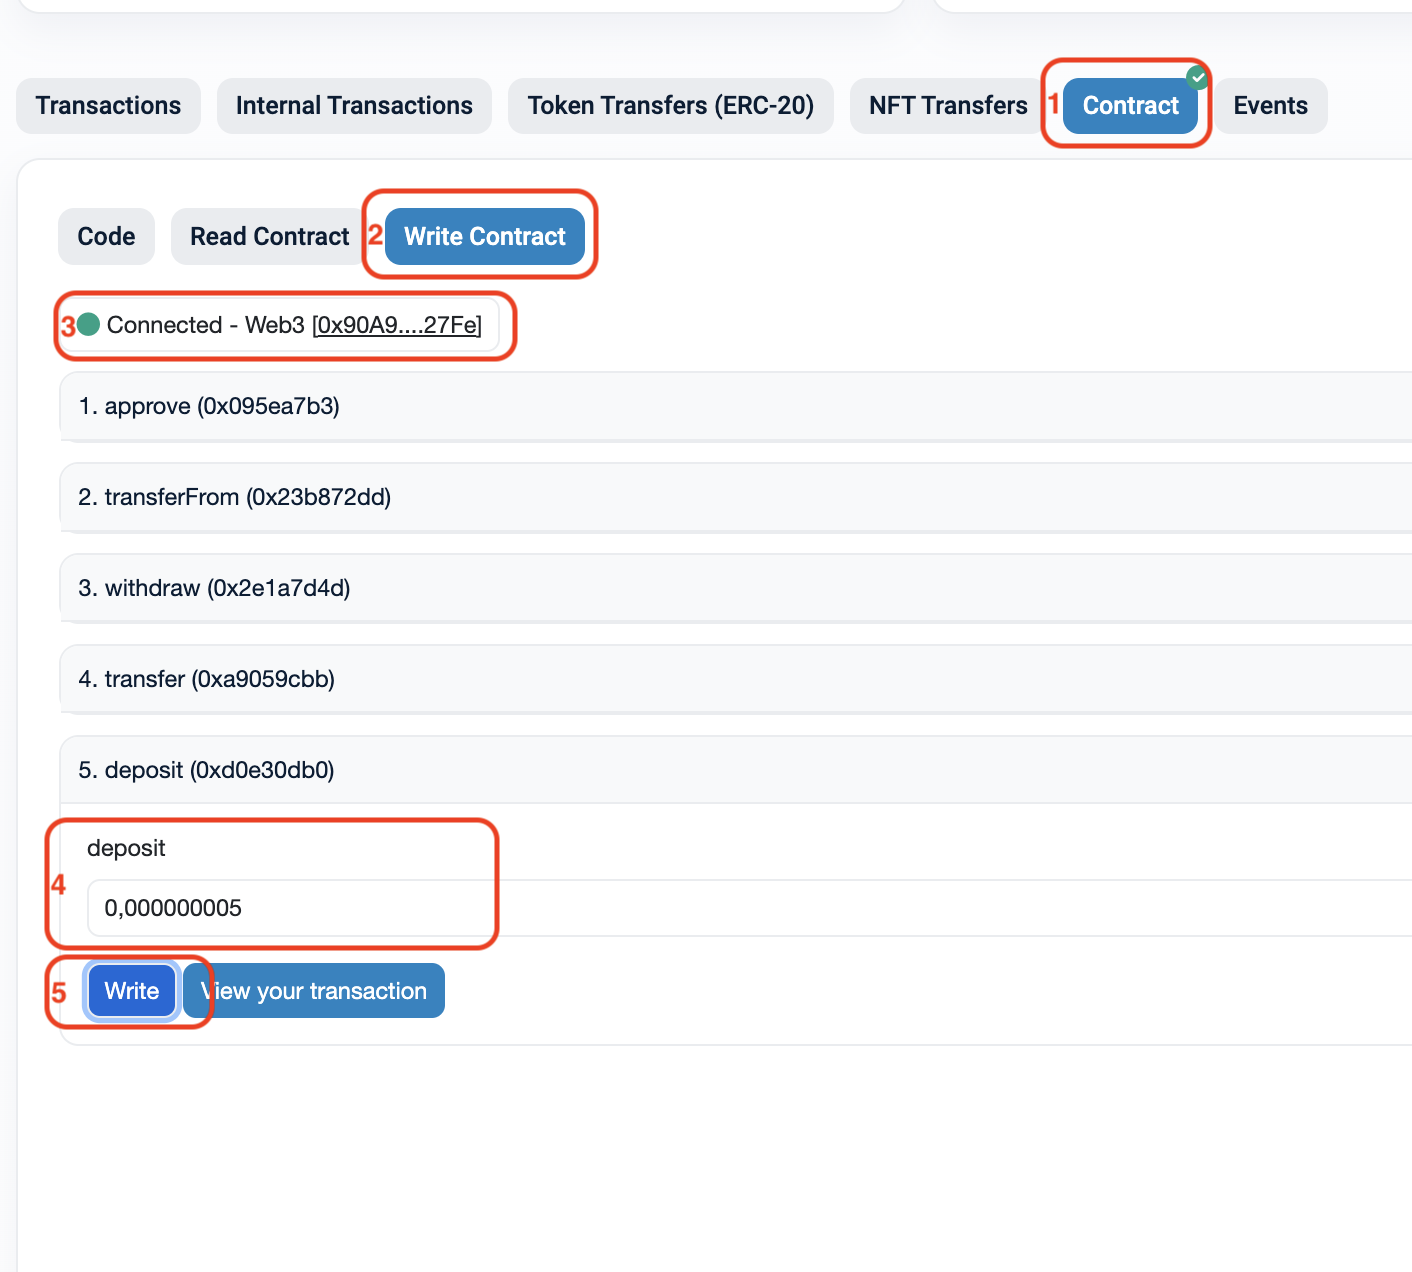 Transactions Internal Transactions Token Transfers (ERC-20) NFT Transfers 1 Contract Events
Code Read Contract 2 Write Contract
3 Connected - Web3 [0x90A9....27Fe]
1. approve (0x095ea7b3)
2. transferFrom (0x23b872dd)
3. withdraw (0x2e1a7d4d)
4. transfer (0xa9059cbb)
5. deposit (0xd0e30db0)
deposit
4
0,000000005
5 Write View your transaction